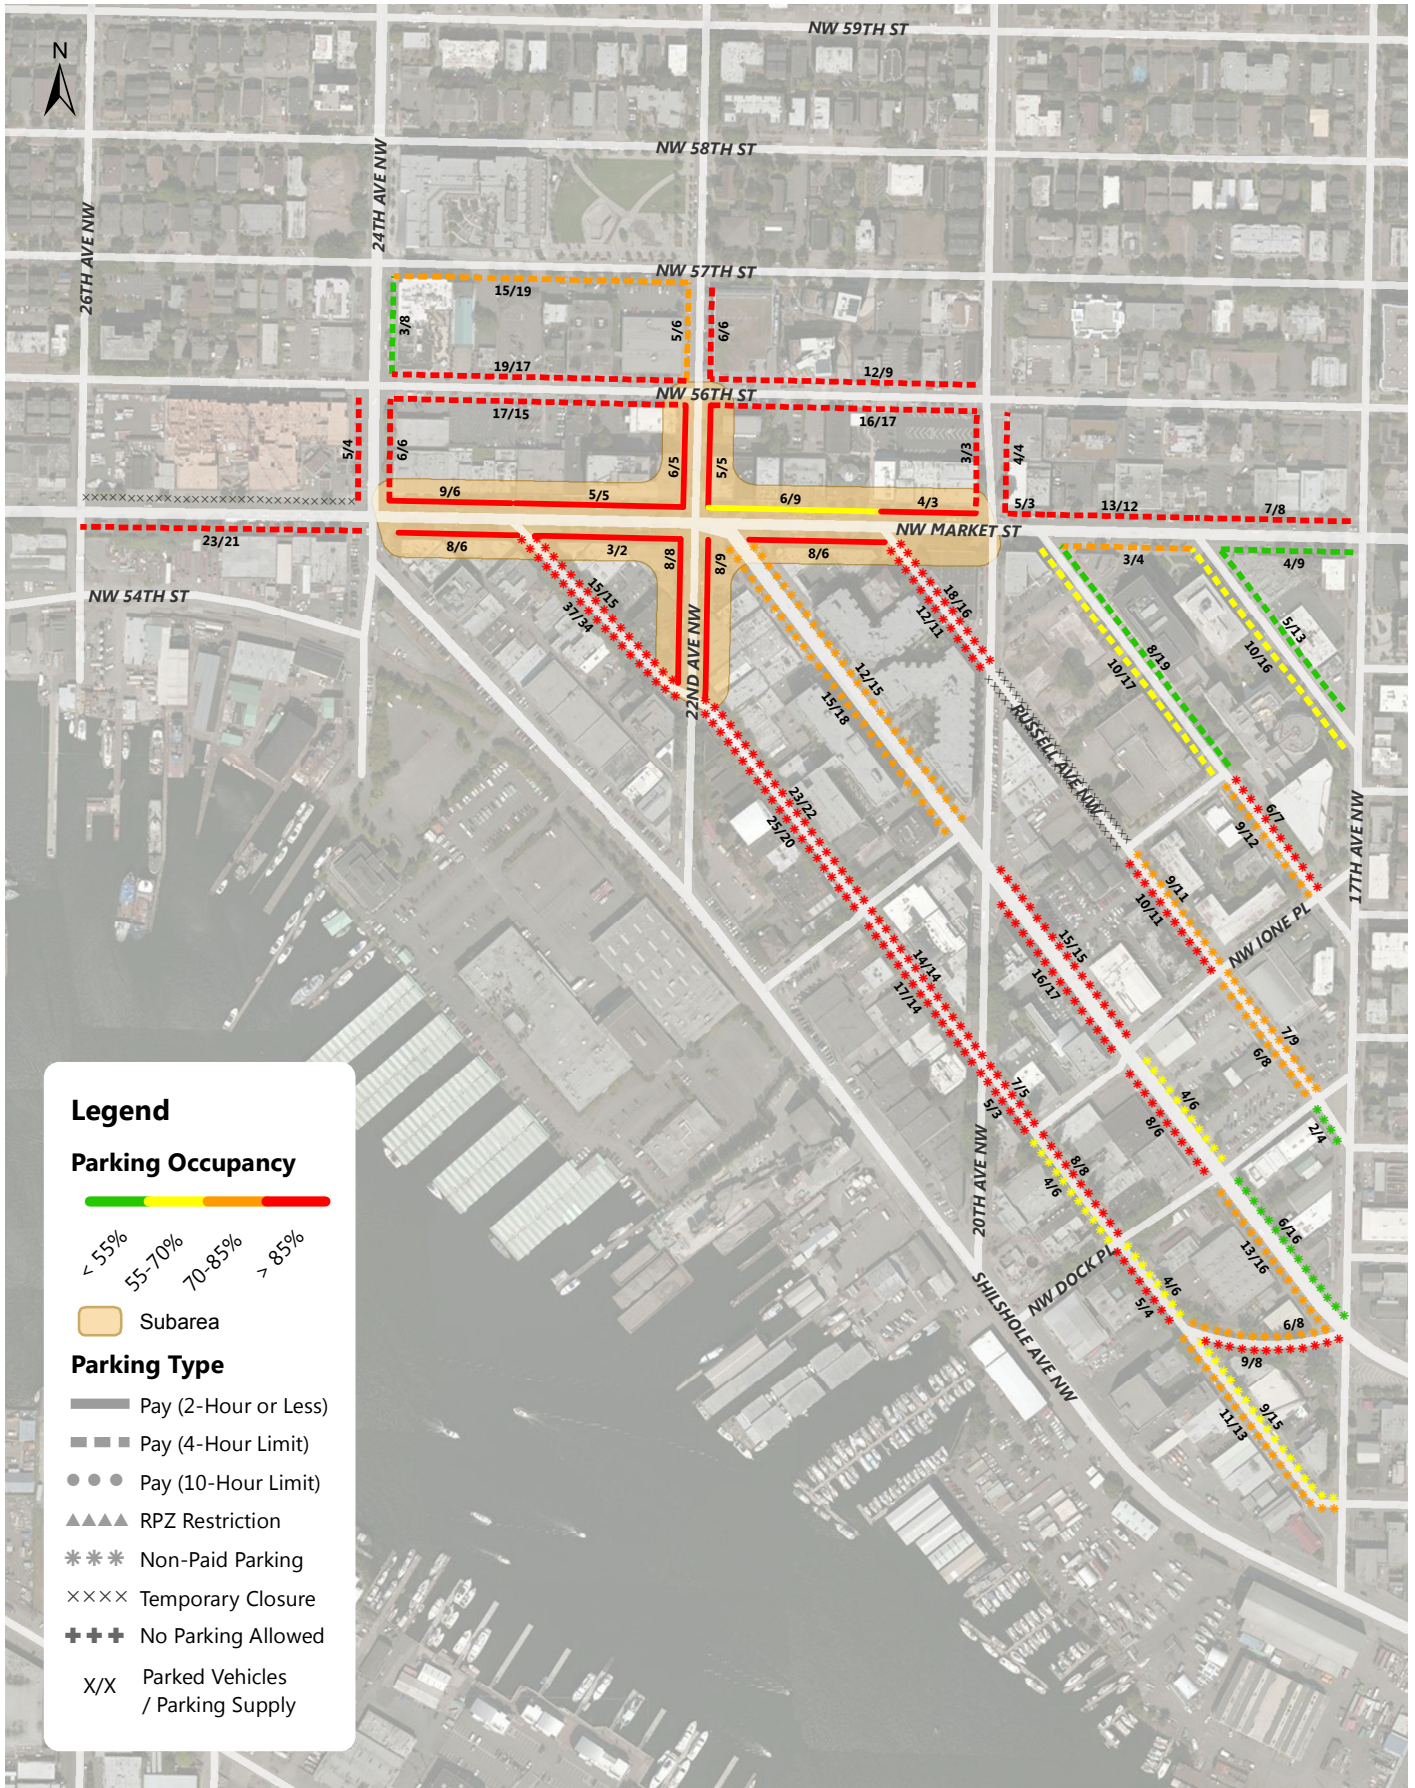 NW 59TH ST
N
NW 58TH ST
24TH AVE NW
26TH AVE NW
NW 57TH ST
15/19
3/8
5/6
6/6
19/17
12/9
NW 56TH ST
17/15
16/17
5/4
6/6
6/5
5/5
3/3
4/4
9/6
5/5
6/9
4/3
5/3
13/12
7/8
NW MARKET ST
23/21
8/6
3/2
8/8
8/9
8/6
3/4
4/9
NW 54TH ST
15/15
37/34
18/16
12/11
22ND AVE NW
5/13
10/16
8/19
10/17
12/15
15/18
RUSSELL AVE NW
23/22
25/20
6/7
9/12
17TH AVE NW
9/11
10/11
NW IONE PL
15/15
16/17
14/14
17/14
7/9
6/8
7/5
5/3
4/6
8/6
2/4
20TH AVE NW
8/8
4/6
6/16
13/16
NW DOCK PL
4/6
5/4
6/8
9/8
SHILSHOLE AVE NW
9/15
11/13
Legend
Parking Occupancy
< 55%
55-70%
70-85%
> 85%
Subarea
Parking Type
Pay (2-Hour or Less)
Pay (4-Hour Limit)
Pay (10-Hour Limit)
RPZ Restriction
Non-Paid Parking
Temporary Closure
No Parking Allowed
X/X
Parked Vehicles
/ Parking Supply